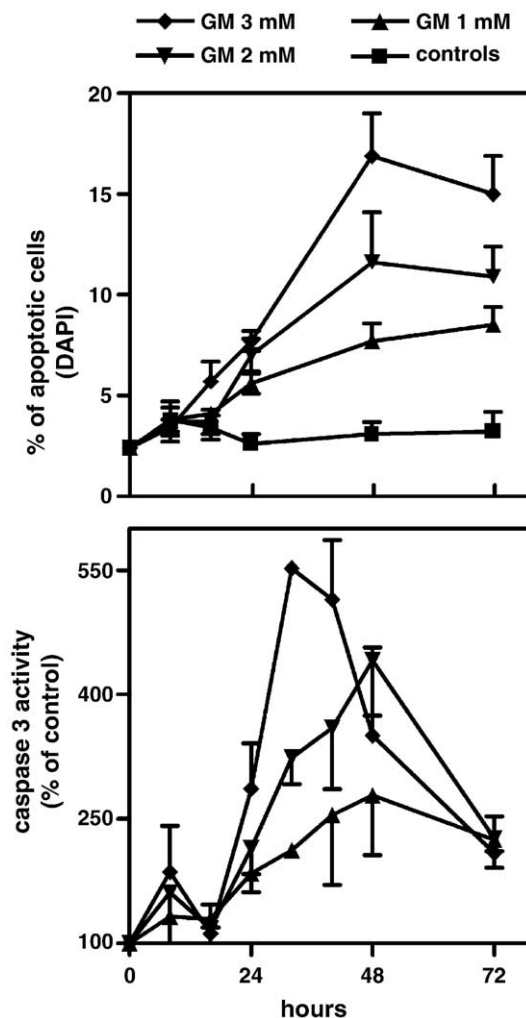 GM 3 mM GM 1 mM
GM 2 mM controls
20
15
10
5
0
% of apoptotic cells
(DAPI)
550
400
250
100
caspase 3 activity
(% of control)
0 24 48 72
hours